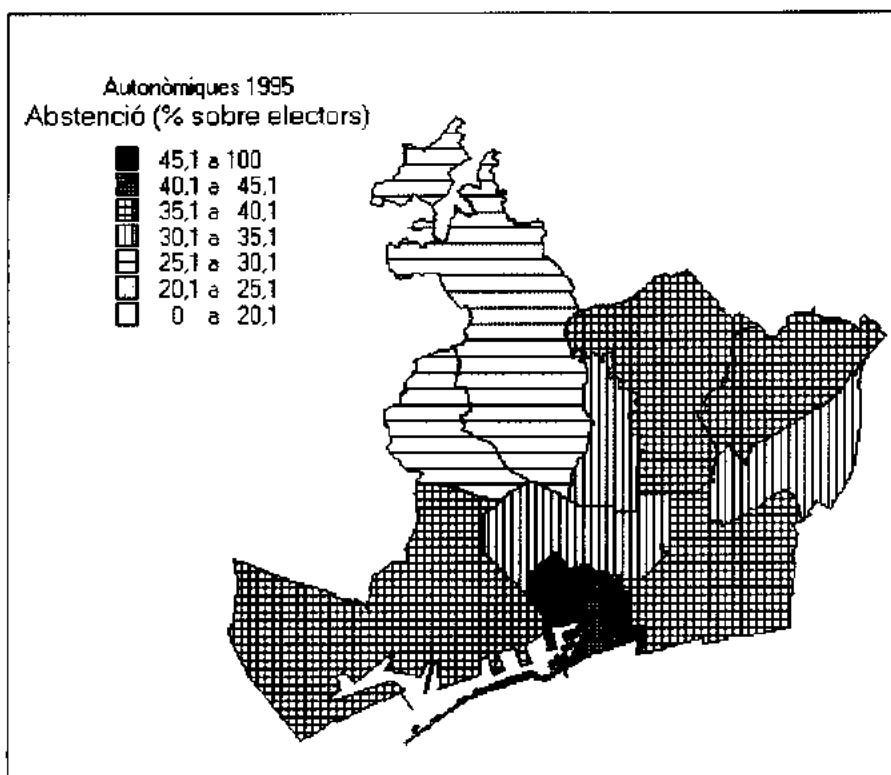 Autonòmiques 1995
Abstenció (% sobre electors)
45,1 a 100
40,1 a 45,1
35,1 a 40,1
30,1 a 35,1
25,1 a 30,1
20,1 a 25,1
0 a 20,1